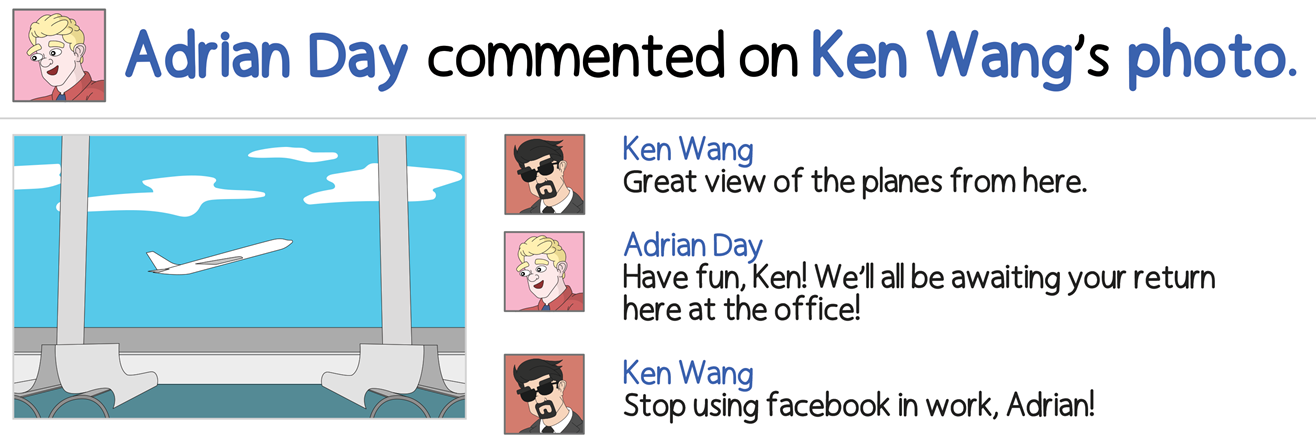 Adrian Day commented on Ken Wang's photo.
Ken Wang
Great view of the planes from here.
Adrian Day
Have fun, Ken! We'll all be awaiting your return
here at the office!
Ken Wang
Stop using facebook in work, Adrian!